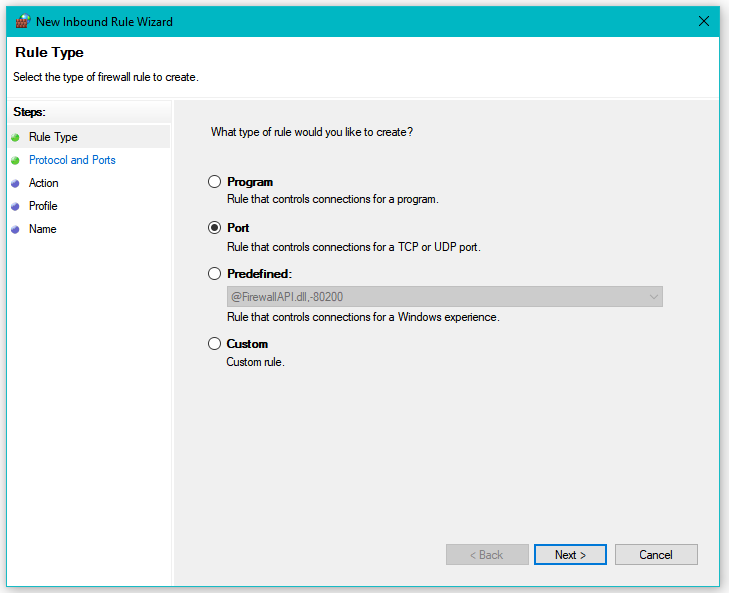 New Inbound Rule Wizard
Rule Type
Select the type of firewall rule to create.
Steps:
Rule Type
Protocol and Ports
Action
Profile
Name
What type of rule would you like to create?
Program
Rule that controls connections for a program.
Port
Rule that controls connections for a TCP or UDP port.
Predefined:
@FirewallAPI.dll,-80200
Rule that controls connections for a Windows experience.
Custom
Custom rule.
< Back
Next >
Cancel